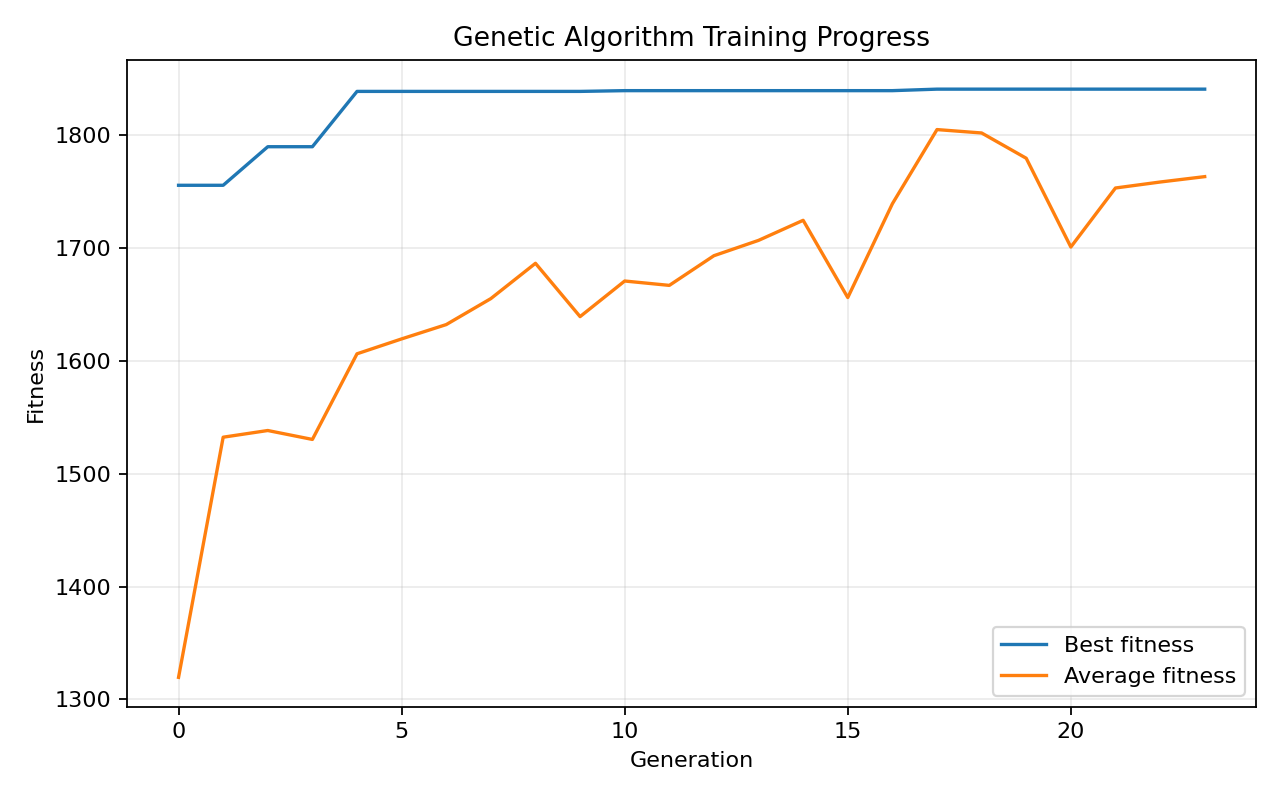 Genetic Algorithm Training Progress
Fitness
1800
1700
1600
1500
1400
1300
0 5 10 15 20
Generation
Best fitness
Average fitness